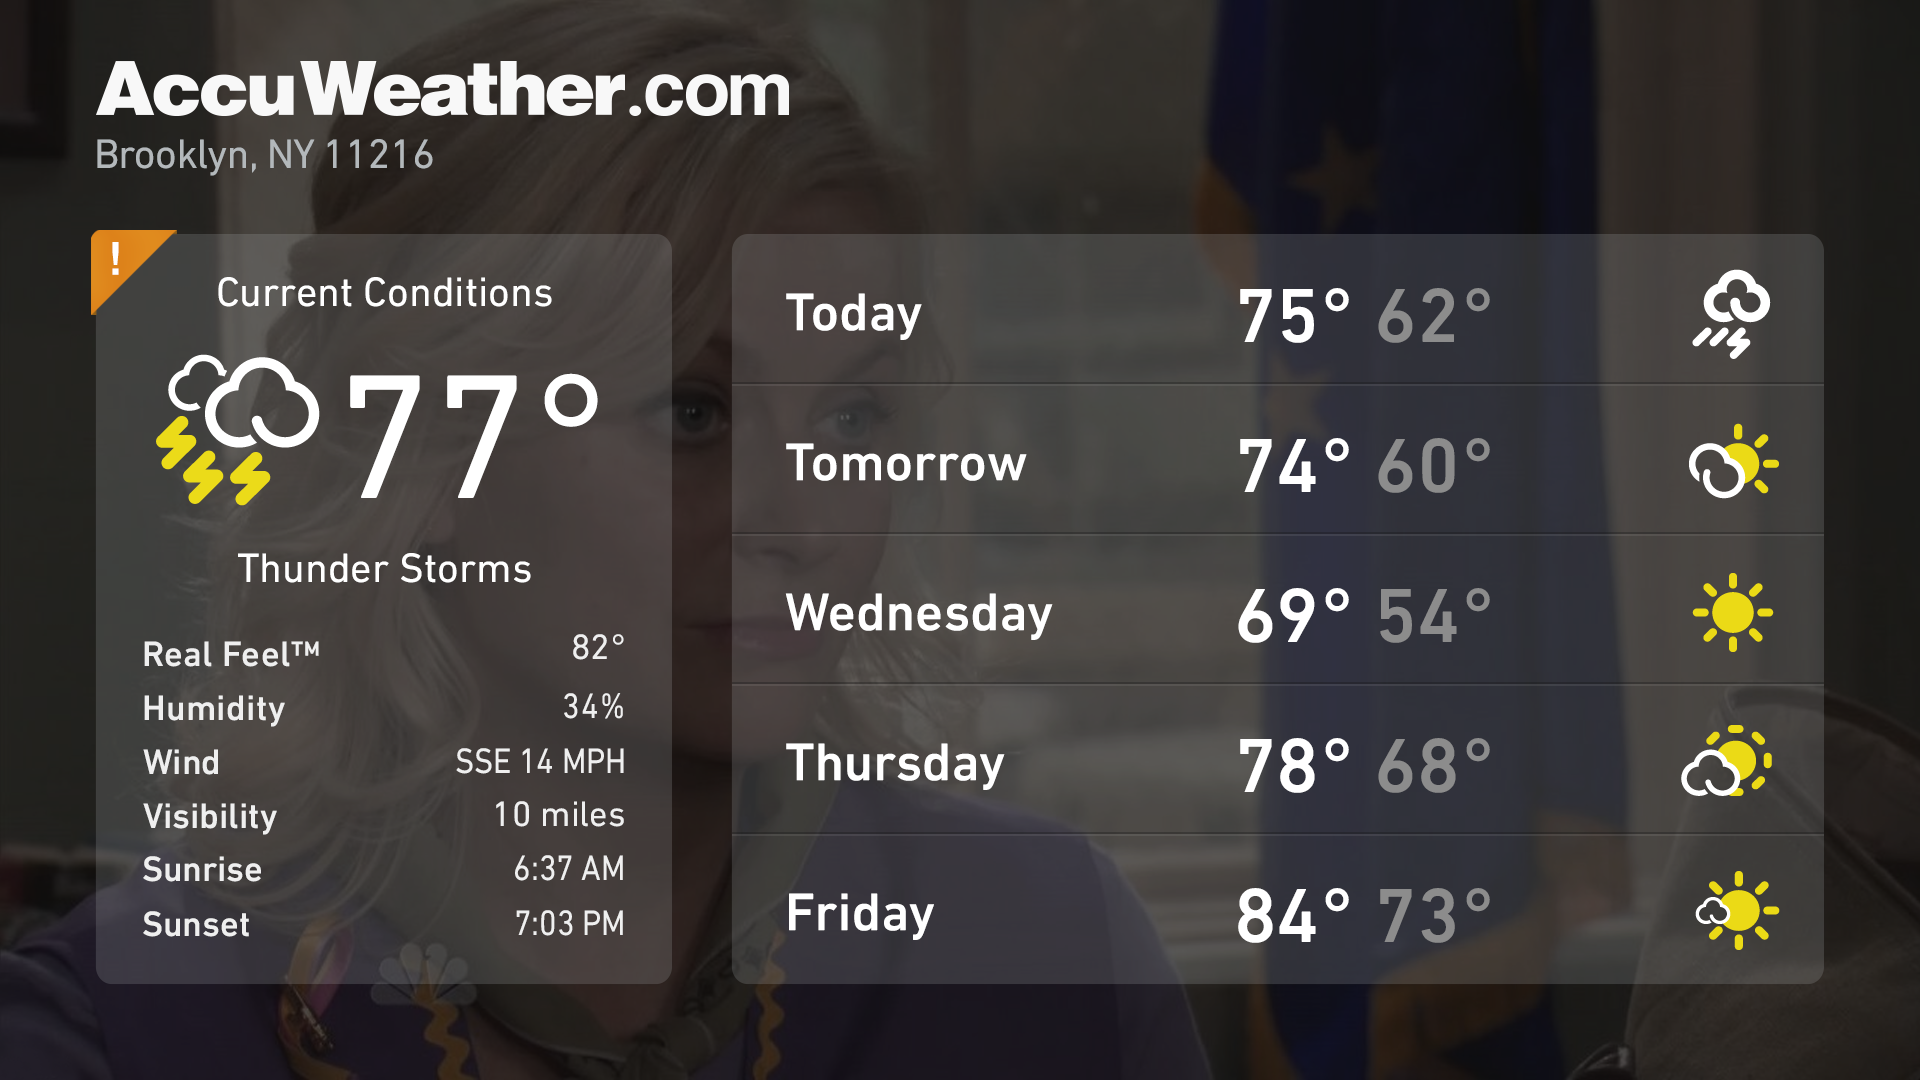 AccuWeather.com
Brooklyn, NY 11216
!
Current Conditions
77°
Thunder Storms
Real Feel™ 82°
Humidity 34%
Wind SSE 14 MPH
Visibility 10 miles
Sunrise 6:37 AM
Sunset 7:03 PM
Today 75° 62°
Tomorrow 74° 60°
Wednesday 69° 54°
Thursday 78° 68°
Friday 84° 73°